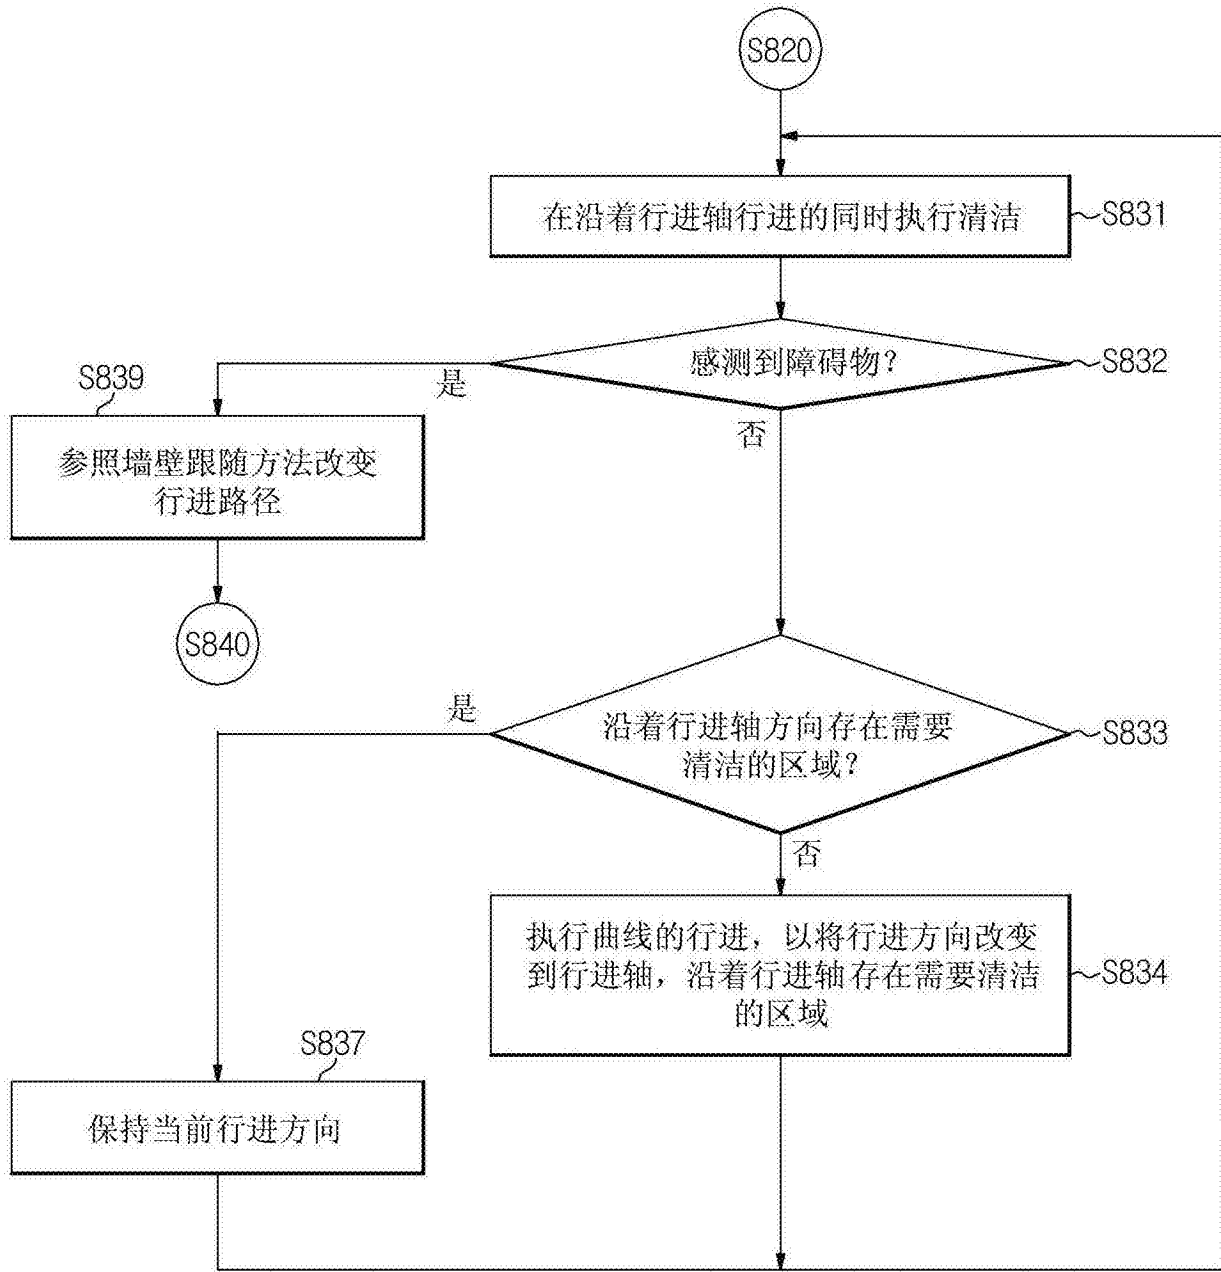 S820
在沿着行进轴行进的同时执行清洁
S831
感测到障碍物?
S832
是
否
S839
参照墙壁跟随方法改变
行进路径
S840
是
沿着行进轴方向存在需要
清洁的区域?
S833
否
执行曲线的行进，以将行进方向改变
到行进轴，沿着行进轴存在需要清洁
的区域
S834
S837
保持当前行进方向